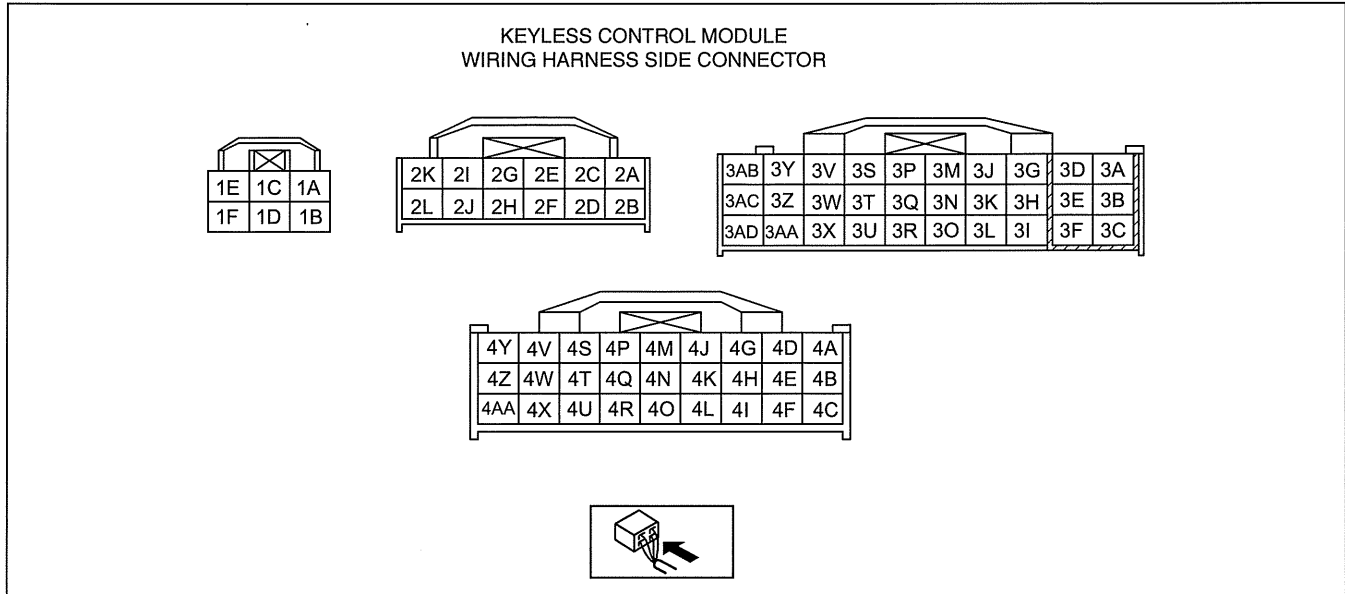 KEYLESS CONTROL MODULE
WIRING HARNESS SIDE CONNECTOR
1E 1C 1A
1F 1D 1B
2K 2I 2G 2E 2C 2A
2L 2J 2H 2F 2D 2B
3AB 3Y 3V 3S 3P 3M 3J 3G 3D 3A
3AC 3Z 3W 3T 3Q 3N 3K 3H 3E 3B
3AD 3AA 3X 3U 3R 3O 3L 3I 3F 3C
4Y 4V 4S 4P 4M 4J 4G 4D 4A
4Z 4W 4T 4Q 4N 4K 4H 4E 4B
4AA 4X 4U 4R 4O 4L 4I 4F 4C